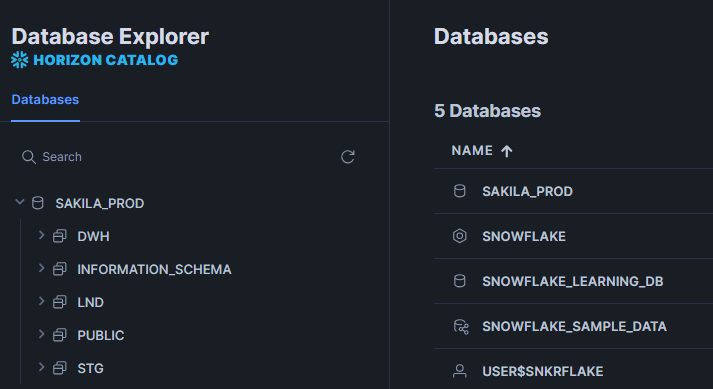 Database Explorer
HORIZON CATALOG
Databases
Search
SAKILA_PROD
DWH
INFORMATION_SCHEMA
LND
PUBLIC
STG
Databases
5 Databases
NAME
SAKILA_PROD
SNOWFLAKE
SNOWFLAKE_LEARNING_DB
SNOWFLAKE_SAMPLE_DATA
USER$SNKRFLAKE